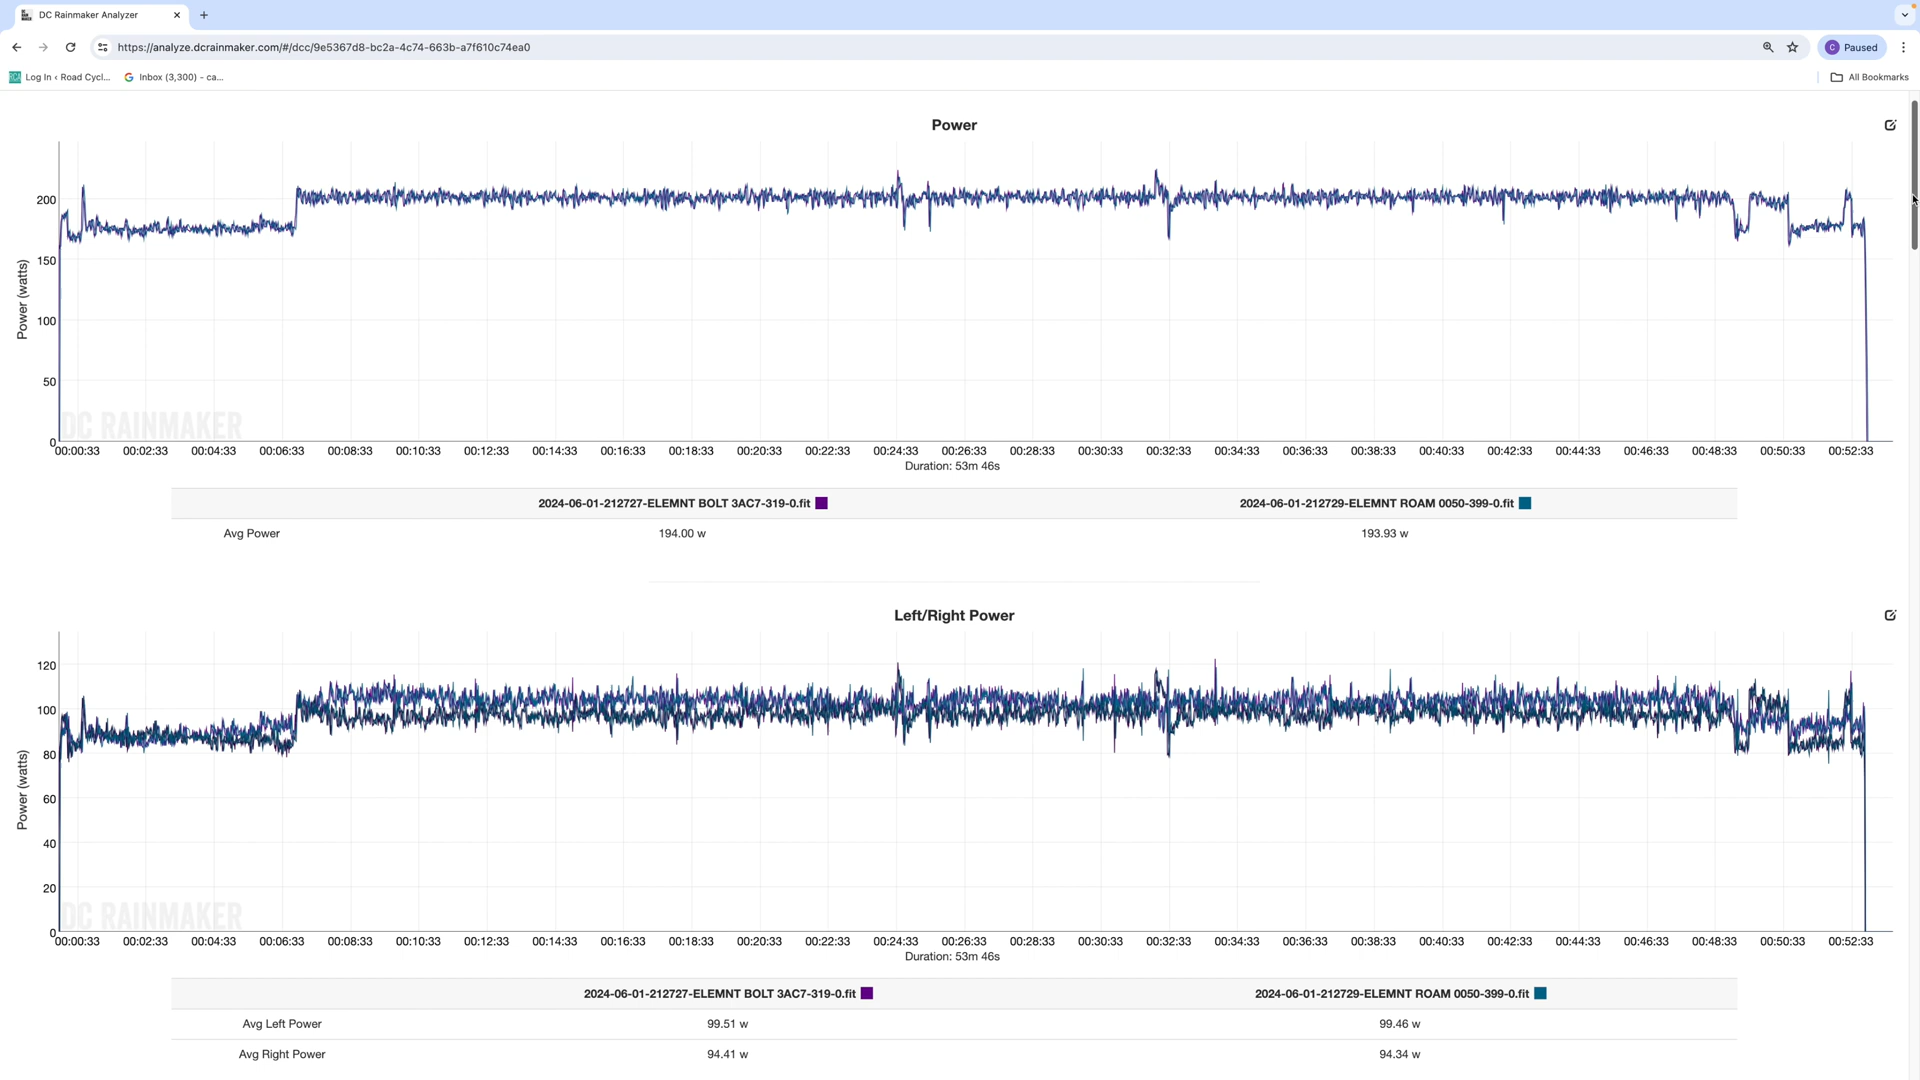 DC Rainmaker Analyzer
https://analyze.dcrainmaker.com/#/dcc/9e5367d8-bc2a-4c74-663b-a7f610c74ea0
C Paused
RCA Log In ‹ Road Cycl...
Inbox (3,300) - ca...
All Bookmarks
Power
200
150
100
50
0
Power (watts)
DC RAINMAKER
00:00:33 00:02:33 00:04:33 00:06:33 00:08:33 00:10:33 00:12:33 00:14:33 00:16:33 00:18:33 00:20:33 00:22:33 00:24:33 00:26:33 00:28:33 00:30:33 00:32:33 00:34:33 00:36:33 00:38:33 00:40:33 00:42:33 00:44:33 00:46:33 00:48:33 00:50:33 00:52:33
Duration: 53m 46s
2024-06-01-212727-ELEMNT BOLT 3AC7-319-0.fit 2024-06-01-212729-ELEMNT ROAM 0050-399-0.fit
Avg Power 194.00 w 193.93 w
Left/Right Power
120
100
80
60
40
20
0
Power (watts)
DC RAINMAKER
00:00:33 00:02:33 00:04:33 00:06:33 00:08:33 00:10:33 00:12:33 00:14:33 00:16:33 00:18:33 00:20:33 00:22:33 00:24:33 00:26:33 00:28:33 00:30:33 00:32:33 00:34:33 00:36:33 00:38:33 00:40:33 00:42:33 00:44:33 00:46:33 00:48:33 00:50:33 00:52:33
Duration: 53m 46s
2024-06-01-212727-ELEMNT BOLT 3AC7-319-0.fit 2024-06-01-212729-ELEMNT ROAM 0050-399-0.fit
Avg Left Power 99.51 w 99.46 w
Avg Right Power 94.41 w 94.34 w